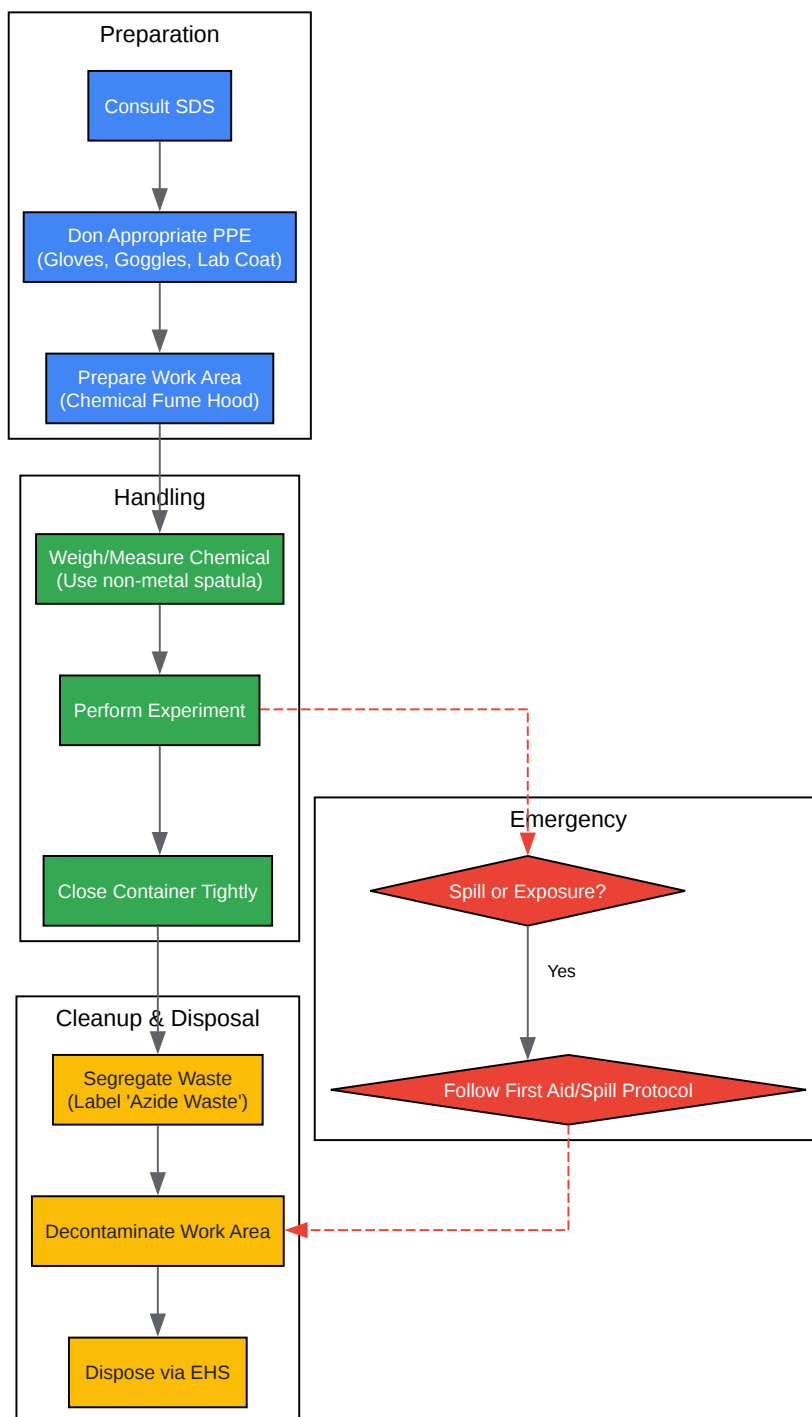 Preparation
Consult SDS
Don Appropriate PPE
(Gloves, Goggles, Lab Coat)
Prepare Work Area
(Chemical Fume Hood)
Handling
Weigh/Measure Chemical
(Use non-metal spatula)
Perform Experiment
Close Container Tightly
Emergency
Spill or Exposure?
Yes
Follow First Aid/Spill Protocol
Cleanup & Disposal
Segregate Waste
(Label 'Azide Waste')
Decontaminate Work Area
Dispose via EHS